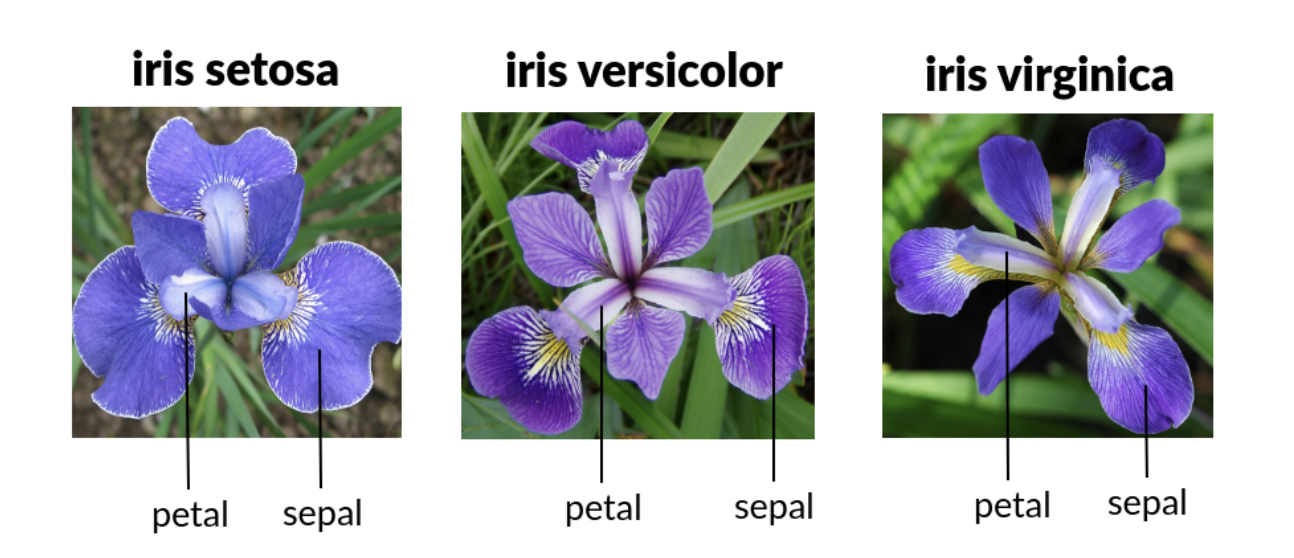 iris setosa
iris versicolor
iris virginica
petal
sepal
petal
sepal
petal
sepal